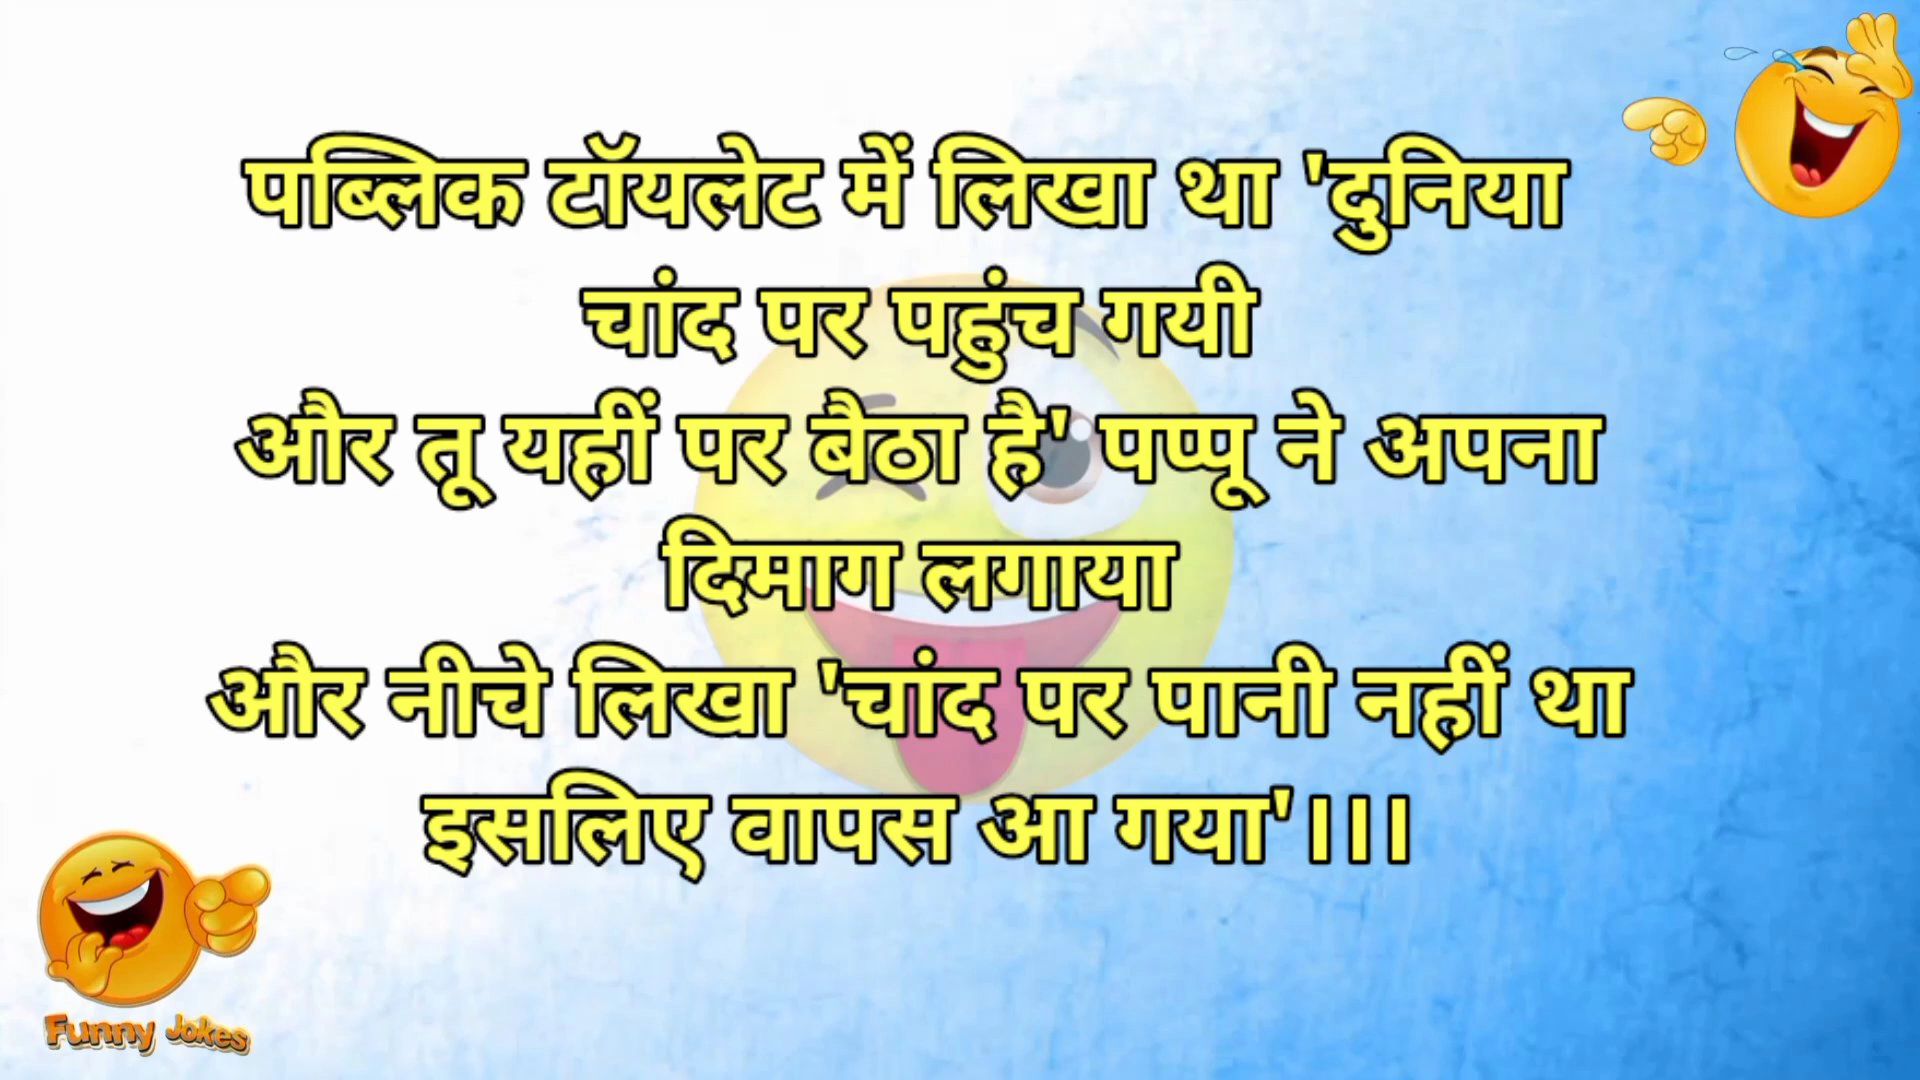 पब्लिक टॉयलेट में लिखा था 'दुनिया
चांद पर पहुंच गयी
और तू यहीं पर बैठा है' पप्पू ने अपना
दिमाग लगाया
और नीचे लिखा 'चांद पर पानी नहीं था
इसलिए वापस आ गया'।।।
Funny Jokes